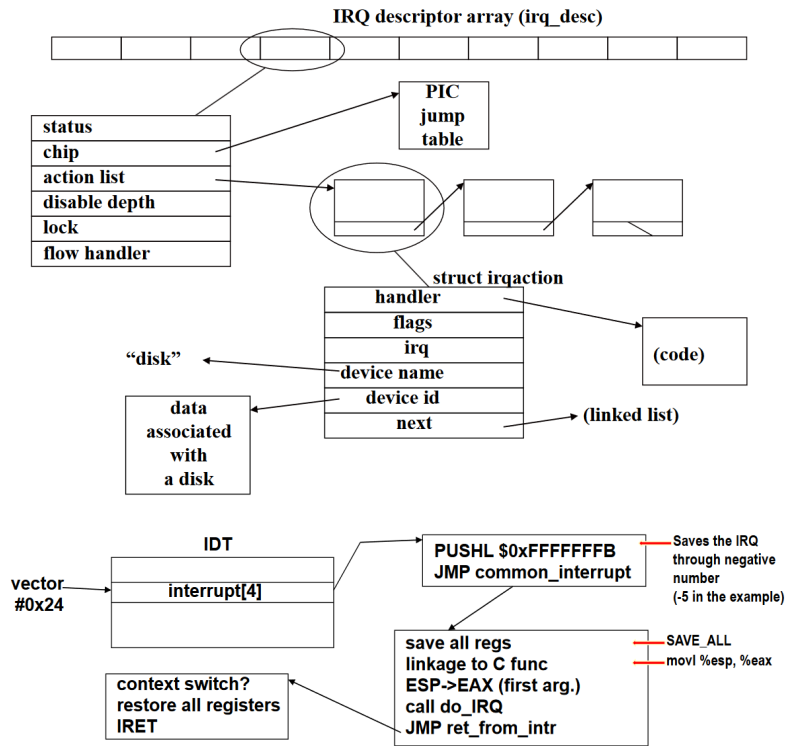 IRQ descriptor array (irq_desc)
PIC
jump
table
status
chip
action list
disable depth
lock
flow handler
struct irqaction
handler
flags
irq
device name
device id
next
(code)
“disk”
data
associated
with
a disk
(linked list)
IDT
vector
#0x24
interrupt[4]
PUSHL $0xFFFFFFFB
JMP common_interrupt
Saves the IRQ
through negative
number
(-5 in the example)
save all regs
linkage to C func
ESP->EAX (first arg.)
call do_IRQ
JMP ret_from_intr
SAVE_ALL
movl %esp, %eax
context switch?
restore all registers
IRET